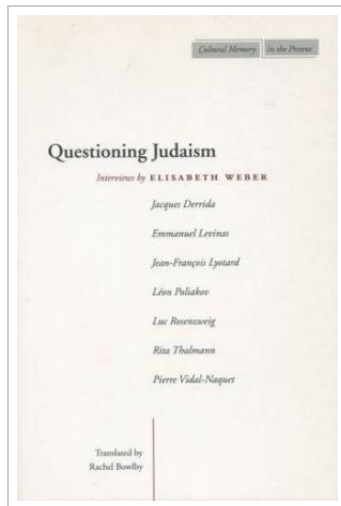 Cultural Memory in the Present
Questioning Judaism
Interviews by ELISABETH WEBER
Jacques Derrida
Emmanuel Levinas
Jean-François Lyotard
Léon Poliakov
Luc Rosenzweig
Rita Thalmann
Pierre Vidal-Naquet
Translated by
Rachel Bowlby